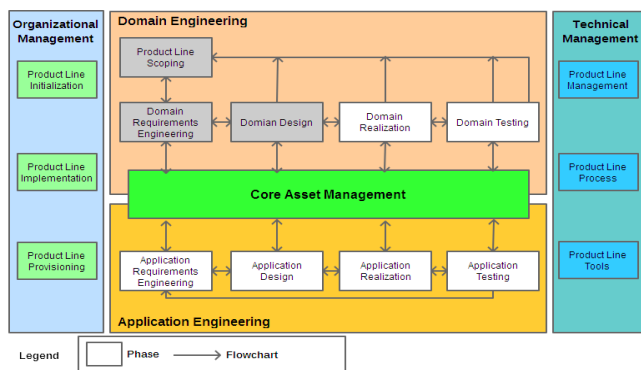 Organizational
Management
Product Line
Initialization
Product Line
Implementation
Product Line
Provisioning
Domain Engineering
Product Line
Scoping
Domain
Requirements
Engineering
Domian Design
Domain
Realization
Domain Testing
Core Asset Management
Application
Requirements
Engineering
Application
Design
Application
Realization
Application
Testing
Application Engineering
Technical
Management
Product Line
Management
Product Line
Process
Product Line
Tools
Legend
Phase
Flowchart